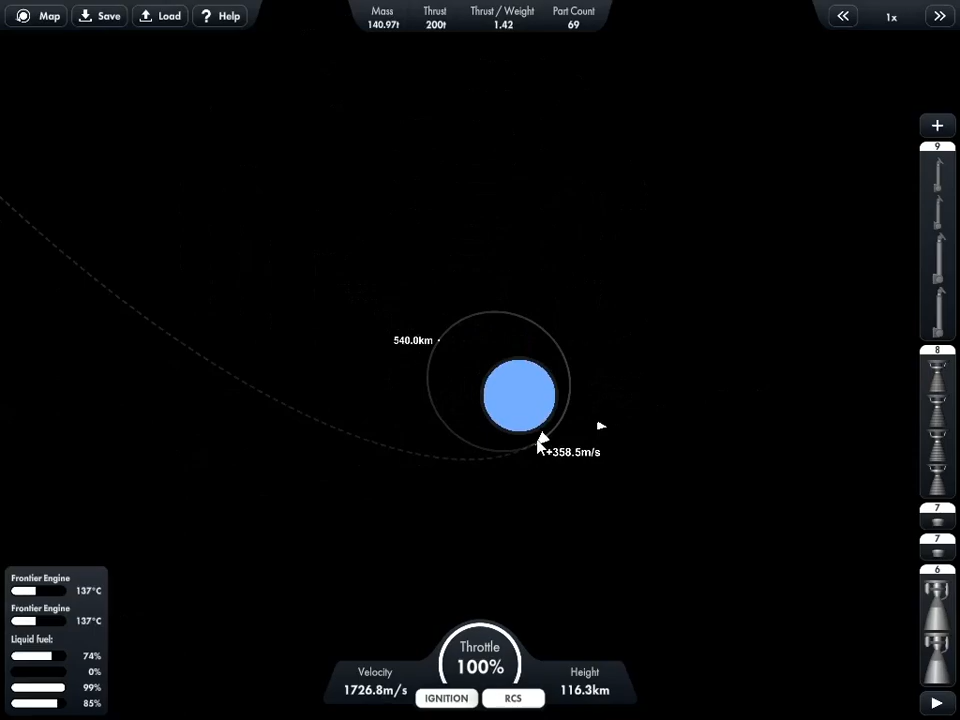 Map
Save
Load
? Help
Mass
140.97t
Thrust
200t
Thrust / Weight
1.42
Part Count
69
1x
+
9
540.0km
8
+358.5m/s
7
7
6
Frontier Engine
137°C
Frontier Engine
137°C
Liquid fuel:
74%
0%
99%
85%
Throttle
100%
Velocity
1726.8m/s
Height
116.3km
IGNITION
RCS